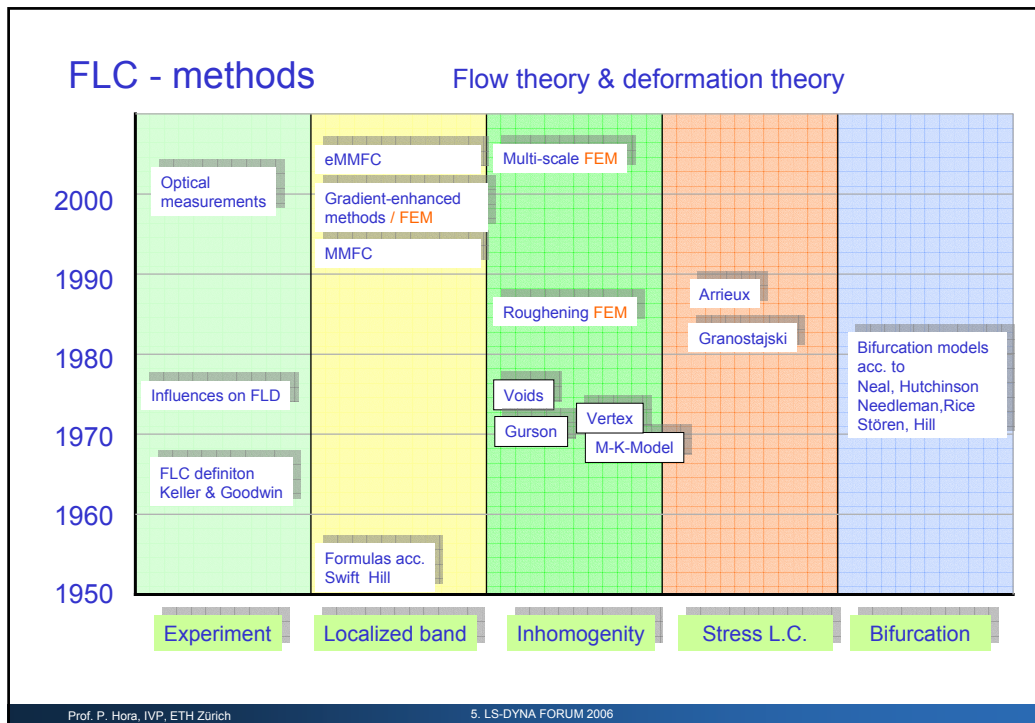 FLC - methods
Flow theory & deformation theory
2000
1990
1980
1970
1960
1950
Optical
measurements
Influences on FLD
FLC definiton
Keller & Goodwin
eMMFC
Gradient-enhanced
methods / FEM
MMFC
Formulas acc.
Swift Hill
Multi-scale FEM
Roughening FEM
Voids
Gurson
Vertex
M-K-Model
Arrieux
Granostajski
Bifurcation models
acc. to
Neal, Hutchinson
Needleman,Rice
Stören, Hill
Experiment
Localized band
Inhomogenity
Stress L.C.
Bifurcation
Prof. P. Hora, IVP, ETH Zürich
5. LS-DYNA FORUM 2006